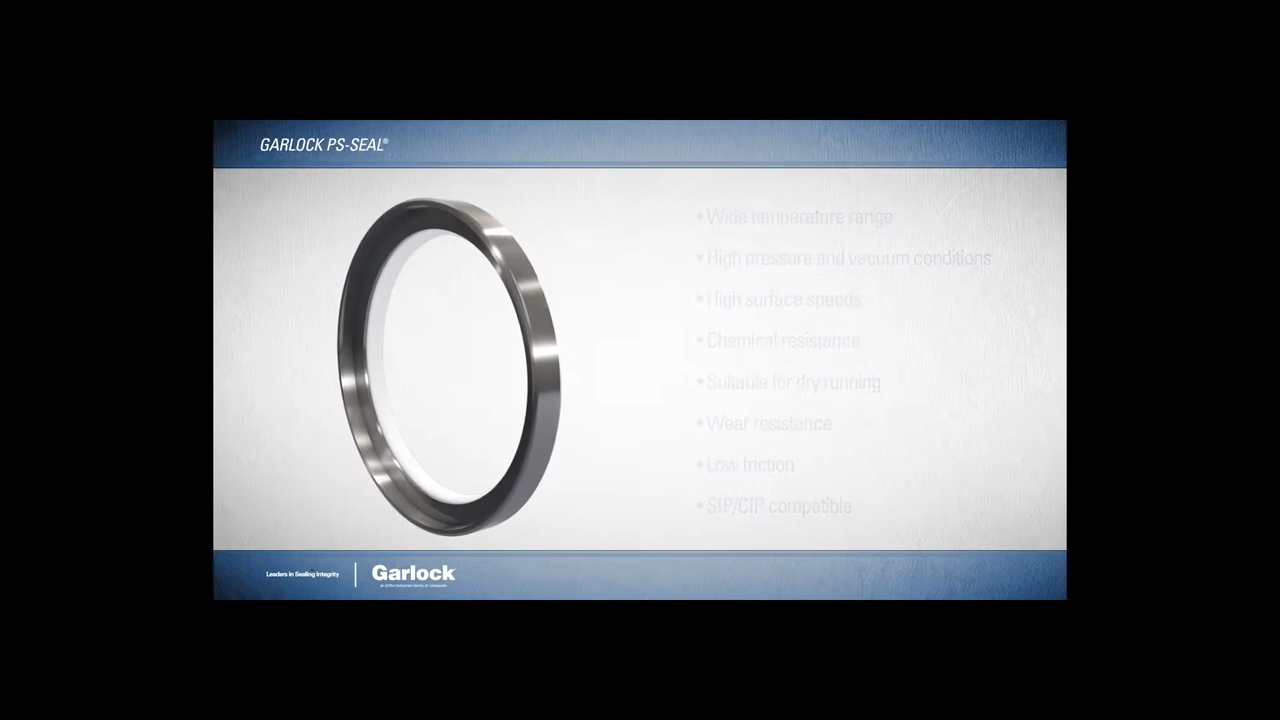 GARLOCK PS-SEAL®
• Wide temperature range
• High pressure and vacuum conditions
• High surface speeds
• Chemical resistance
• Suitable for dry running
• Wear resistance
• Low friction
• SIP/CIP compatible
Leaders in Sealing Integrity
Garlock